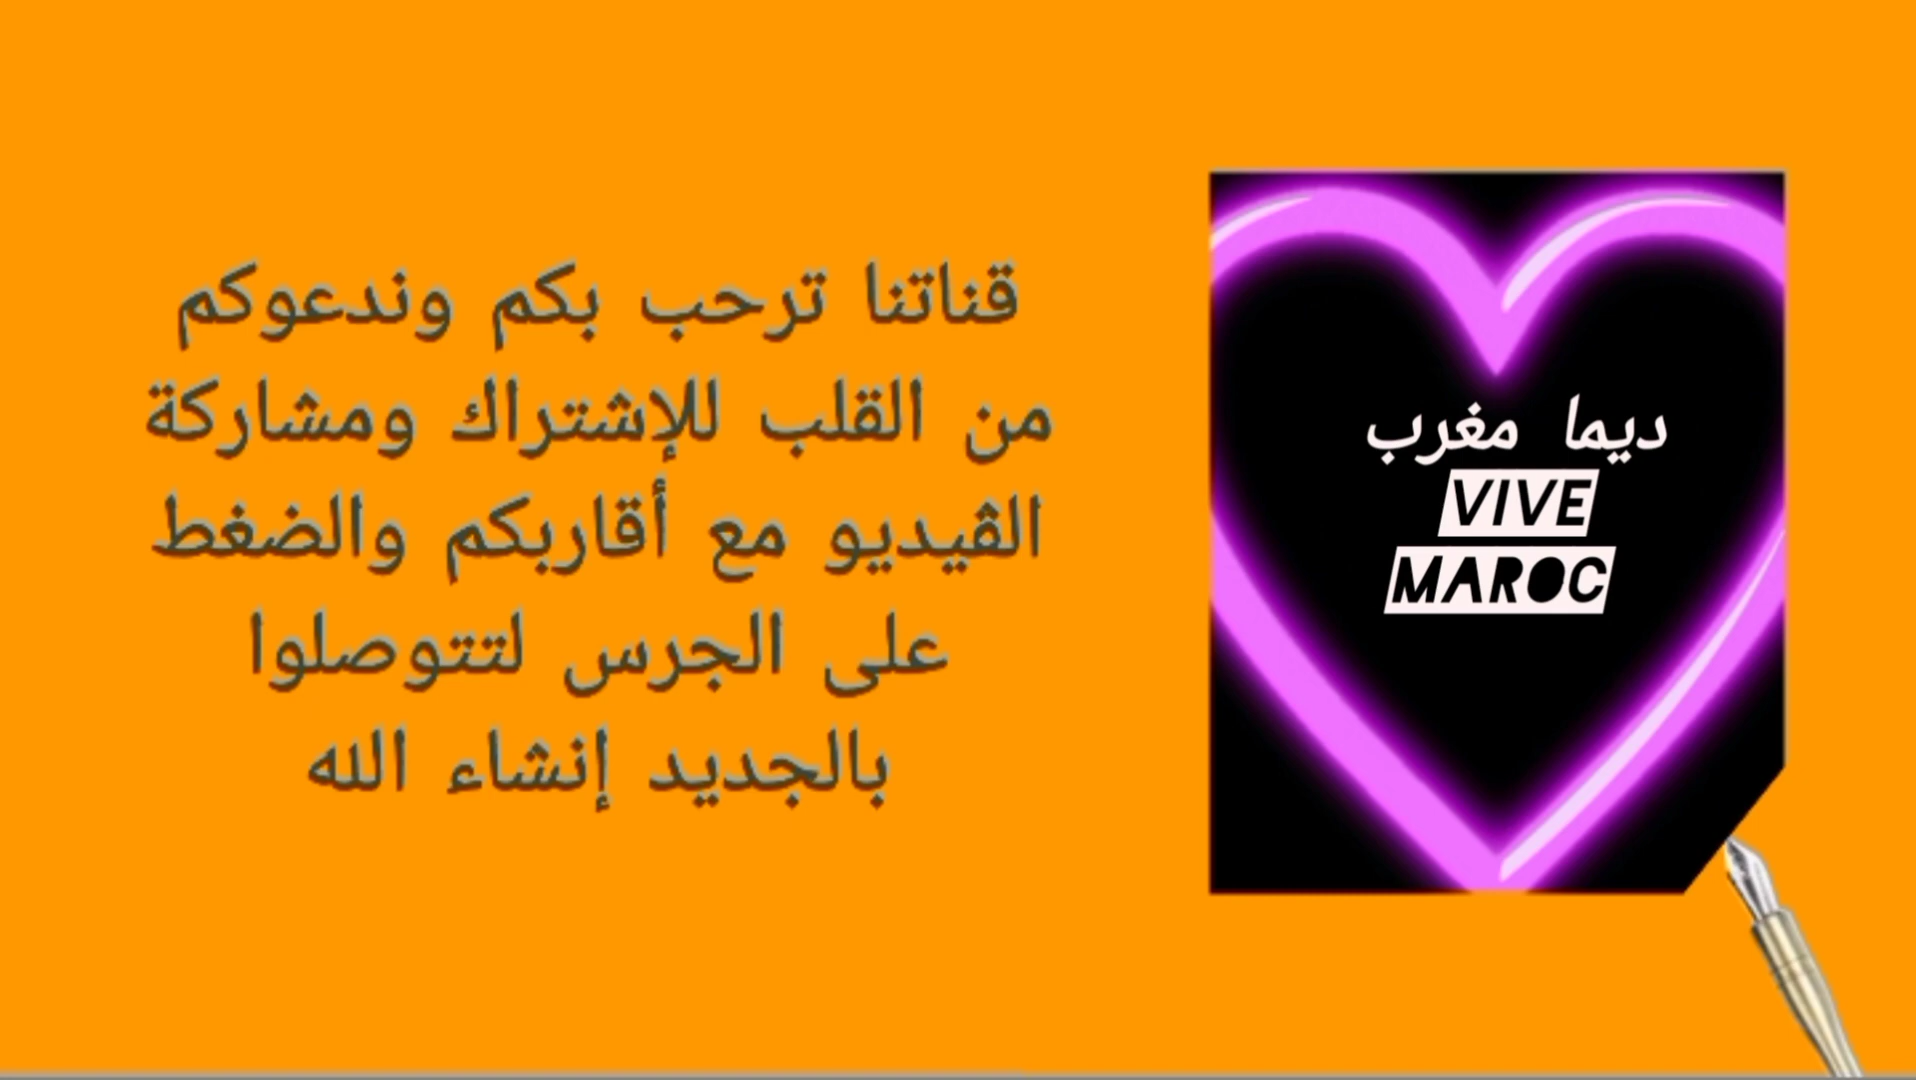 قناتنا ترحب بكم وندعوكم
من القلب للإشتراك ومشاركة
الڤيديو مع أقاربكم والضغط
على الجرس لتتوصلوا
بالجديد إنشاء الله
ديما مغرب
VIVE
MAROC